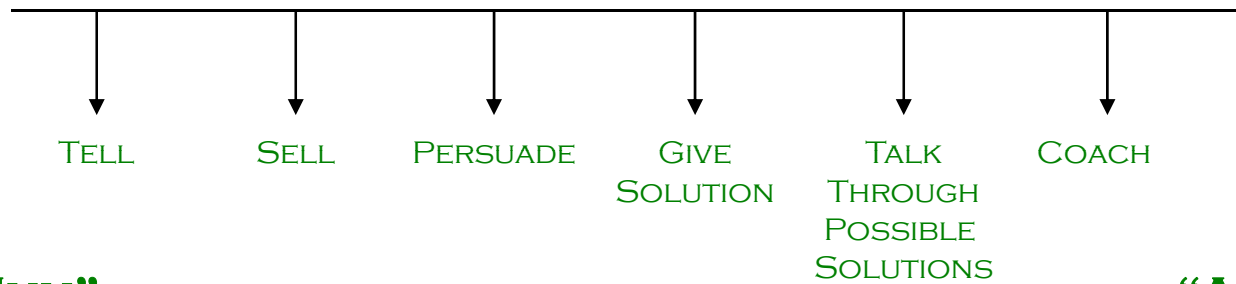 TELL
SELL
PERSUADE
GIVE
SOLUTION
TALK
THROUGH
POSSIBLE
SOLUTIONS
COACH